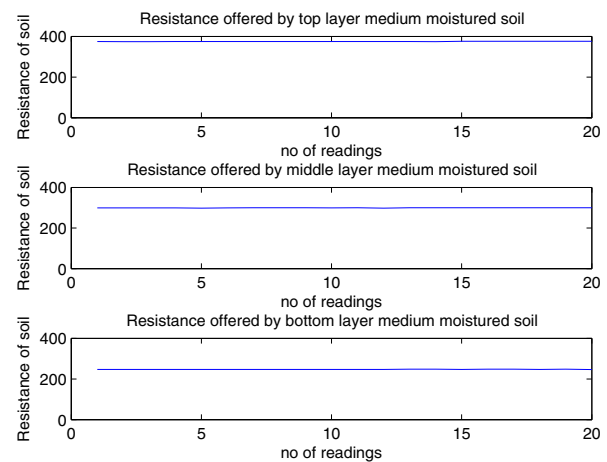 Resistance offered by top layer medium moistured soil
Resistance of soil
400
200
0
0 5 10 15 20
no of readings
Resistance offered by middle layer medium moistured soil
Resistance of soil
400
200
0
0 5 10 15 20
no of readings
Resistance offered by bottom layer medium moistured soil
Resistance of soil
400
200
0
0 5 10 15 20
no of readings